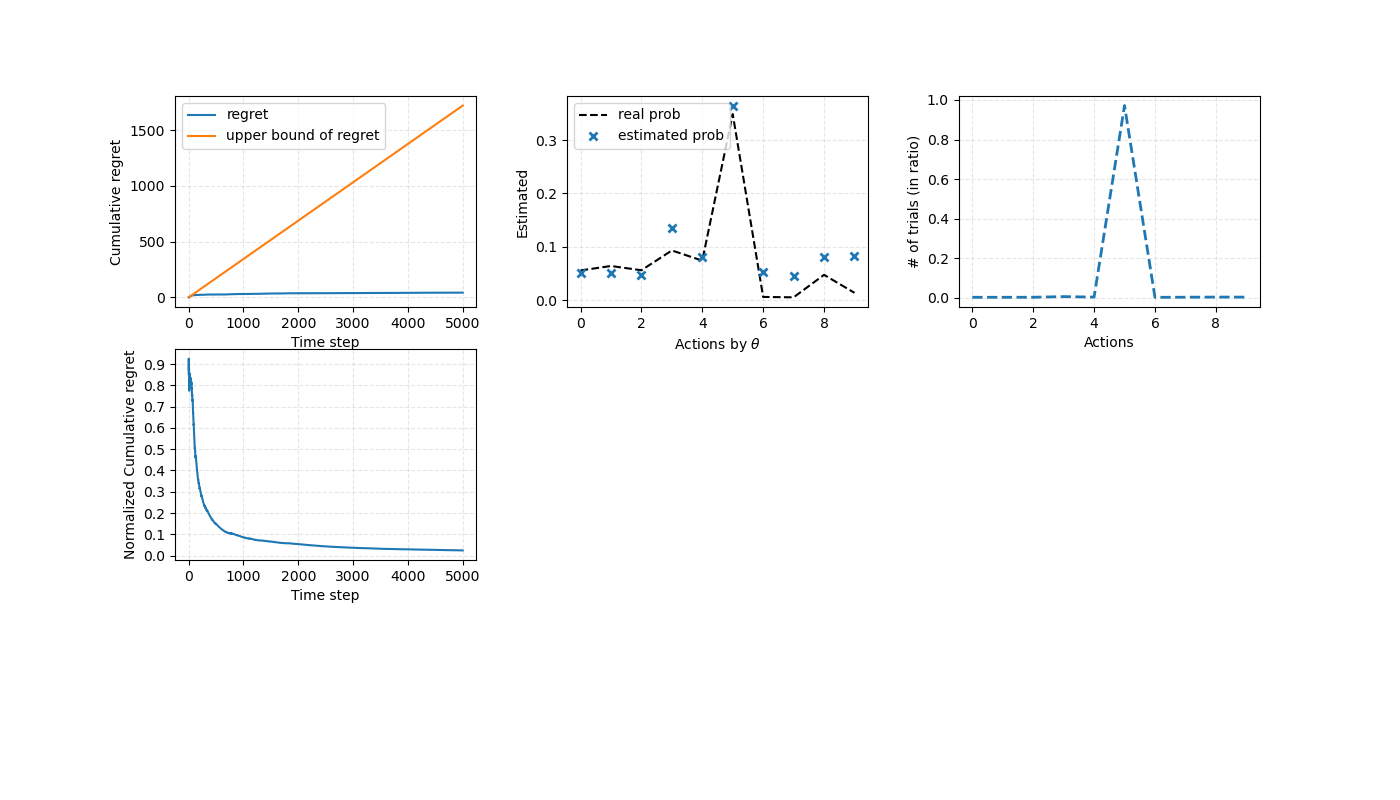 regret
upper bound of regret
Cumulative regret
1500
1000
500
0
0 1000 2000 3000 4000 5000
Time step
real prob
estimated prob
Estimated
0.3
0.2
0.1
0.0
0 2 4 6 8
Actions by θ
# of trials (in ratio)
1.0
0.8
0.6
0.4
0.2
0.0
0 2 4 6 8
Actions
Normalized Cumulative regret
0.9
0.8
0.7
0.6
0.5
0.4
0.3
0.2
0.1
0.0
0 1000 2000 3000 4000 5000
Time step